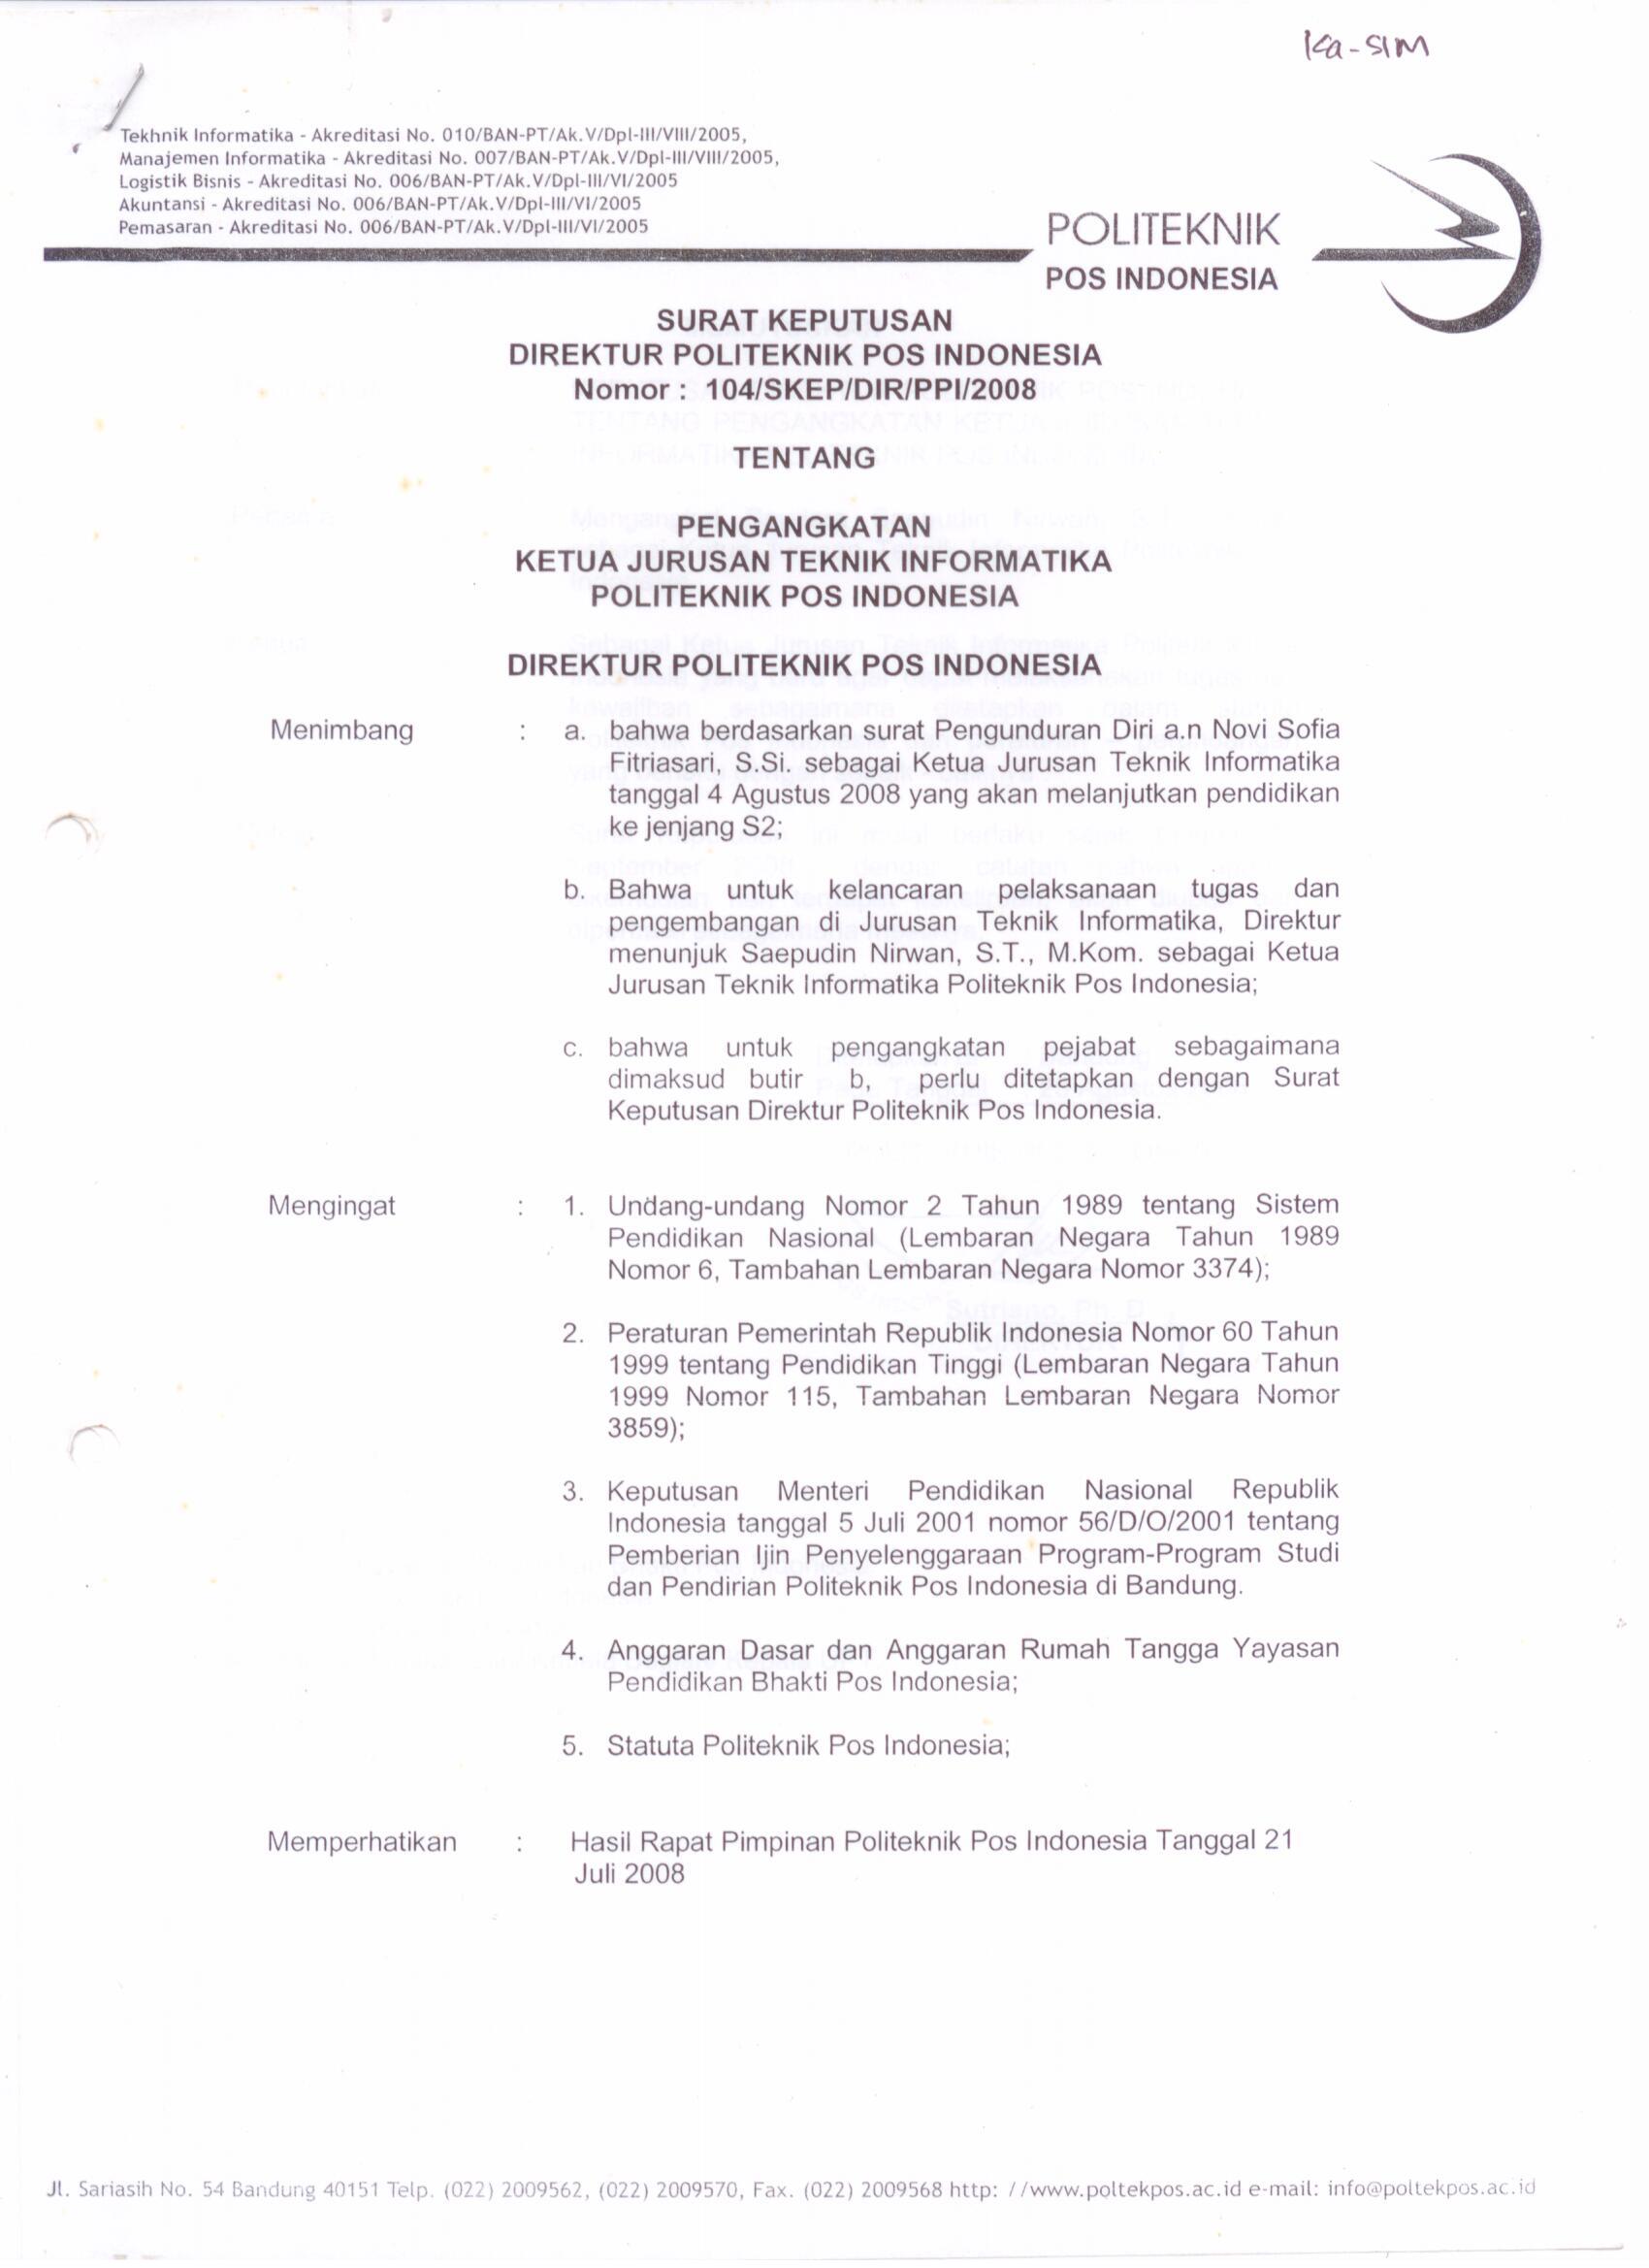 Ka-SIM
Tekhnik Informatika - Akreditasi No. 010/BAN-PT/Ak.V/Dpl-III/VIII/2005,
Manajemen Informatika - Akreditasi No. 007/BAN-PT/Ak.V/Dpl-III/VIII/2005,
Logistik Bisnis - Akreditasi No. 006/BAN-PT/Ak.V/Dpl-III/VI/2005
Akuntansi - Akreditasi No. 006/BAN-PT/Ak.V/Dpl-III/VI/2005
Pemasaran - Akreditasi No. 006/BAN-PT/Ak.V/Dpl-III/VI/2005
POLITEKNIK
POS INDONESIA
SURAT KEPUTUSAN
DIREKTUR POLITEKNIK POS INDONESIA
Nomor : 104/SKEP/DIR/PPI/2008
TENTANG
PENGANGKATAN
KETUA JURUSAN TEKNIK INFORMATIKA
POLITEKNIK POS INDONESIA
DIREKTUR POLITEKNIK POS INDONESIA
Menimbang : a. bahwa berdasarkan surat Pengunduran Diri a.n Novi Sofia
Fitriasari, S.Si. sebagai Ketua Jurusan Teknik Informatika
tanggal 4 Agustus 2008 yang akan melanjutkan pendidikan
ke jenjang S2;
b. Bahwa untuk kelancaran pelaksanaan tugas dan
pengembangan di Jurusan Teknik Informatika, Direktur
menunjuk Saepudin Nirwan, S.T., M.Kom. sebagai Ketua
Jurusan Teknik Informatika Politeknik Pos Indonesia;
c. bahwa untuk pengangkatan pejabat sebagaimana
dimaksud butir b, perlu ditetapkan dengan Surat
Keputusan Direktur Politeknik Pos Indonesia.
Mengingat : 1. Undang-undang Nomor 2 Tahun 1989 tentang Sistem
Pendidikan Nasional (Lembaran Negara Tahun 1989
Nomor 6, Tambahan Lembaran Negara Nomor 3374);
2. Peraturan Pemerintah Republik Indonesia Nomor 60 Tahun
1999 tentang Pendidikan Tinggi (Lembaran Negara Tahun
1999 Nomor 115, Tambahan Lembaran Negara Nomor
3859);
3. Keputusan Menteri Pendidikan Nasional Republik
Indonesia tanggal 5 Juli 2001 nomor 56/D/O/2001 tentang
Pemberian Ijin Penyelenggaraan Program-Program Studi
dan Pendirian Politeknik Pos Indonesia di Bandung.
4. Anggaran Dasar dan Anggaran Rumah Tangga Yayasan
Pendidikan Bhakti Pos Indonesia;
5. Statuta Politeknik Pos Indonesia;
Memperhatikan : Hasil Rapat Pimpinan Politeknik Pos Indonesia Tanggal 21
Juli 2008
Jl. Sariasih No. 54 Bandung 40151 Telp. (022) 2009562, (022) 2009570, Fax. (022) 2009568 http: //www.poltekpos.ac.id e-mail: info@poltekpos.ac.id